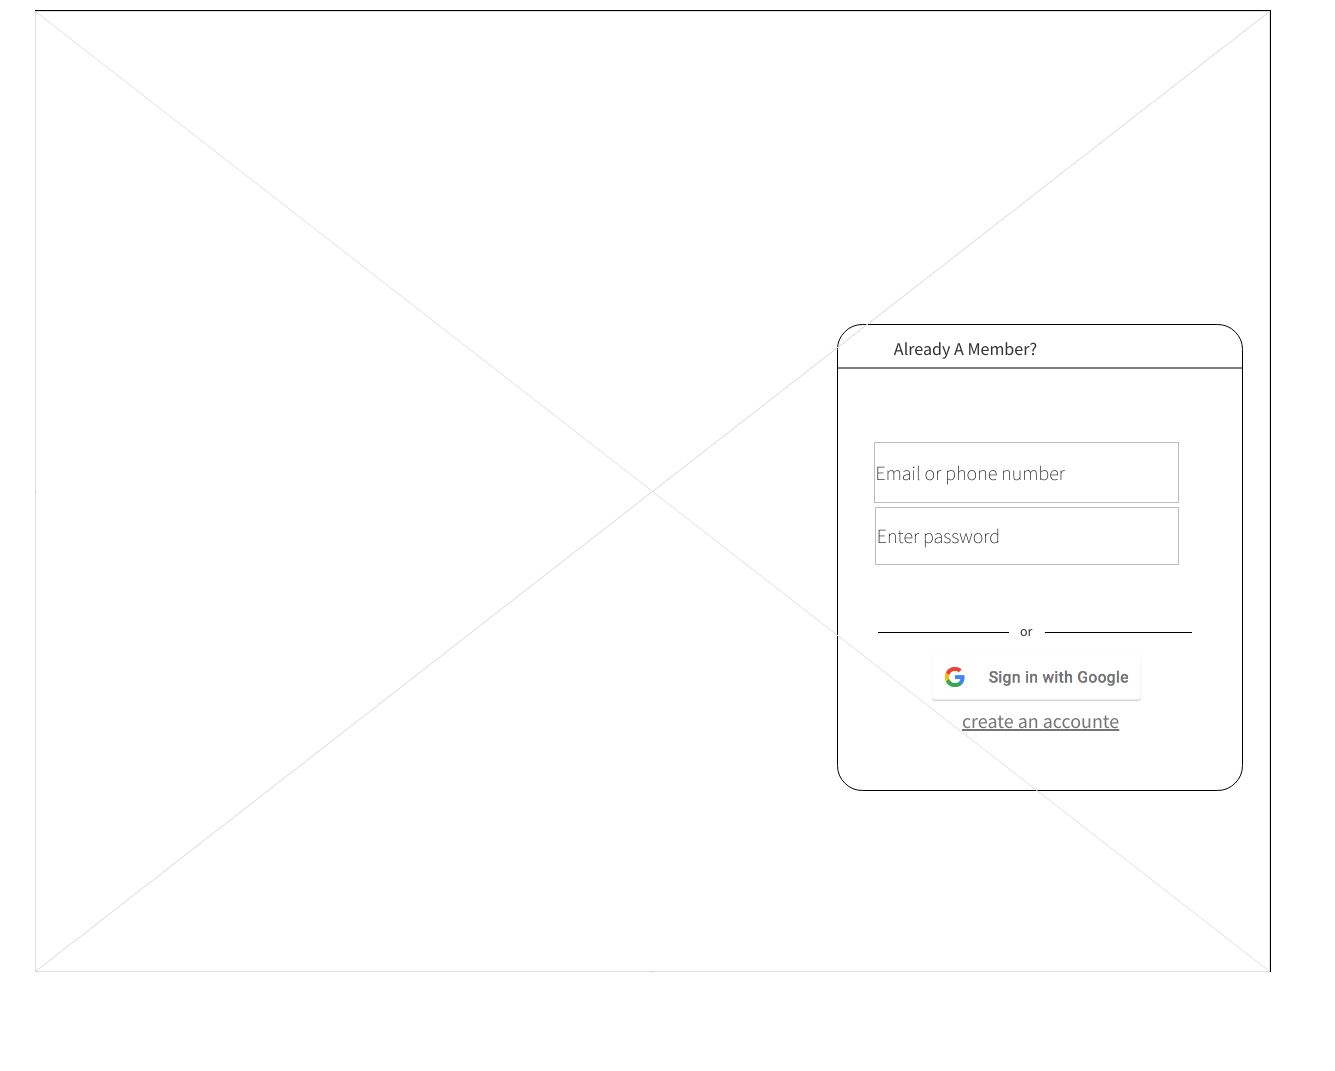 Already A Member?
Email or phone number
Enter password
or
Sign in with Google
create an accounte